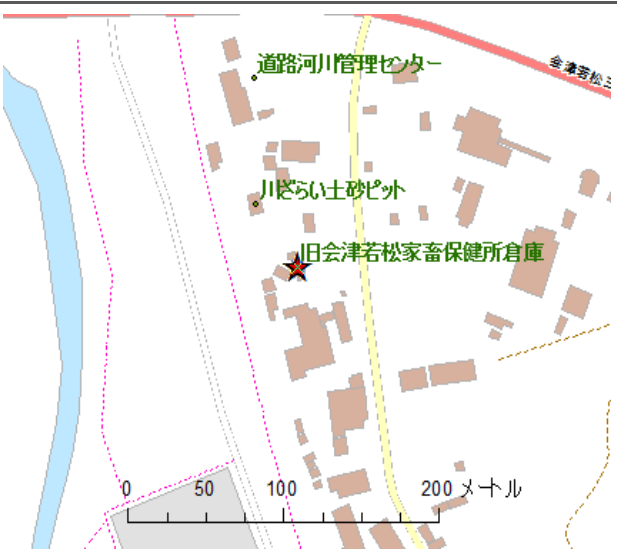 会津若松三
道路河川管理センター
川ざらい土砂ピット
旧会津若松家畜保健所倉庫
0 50 100 200 メートル